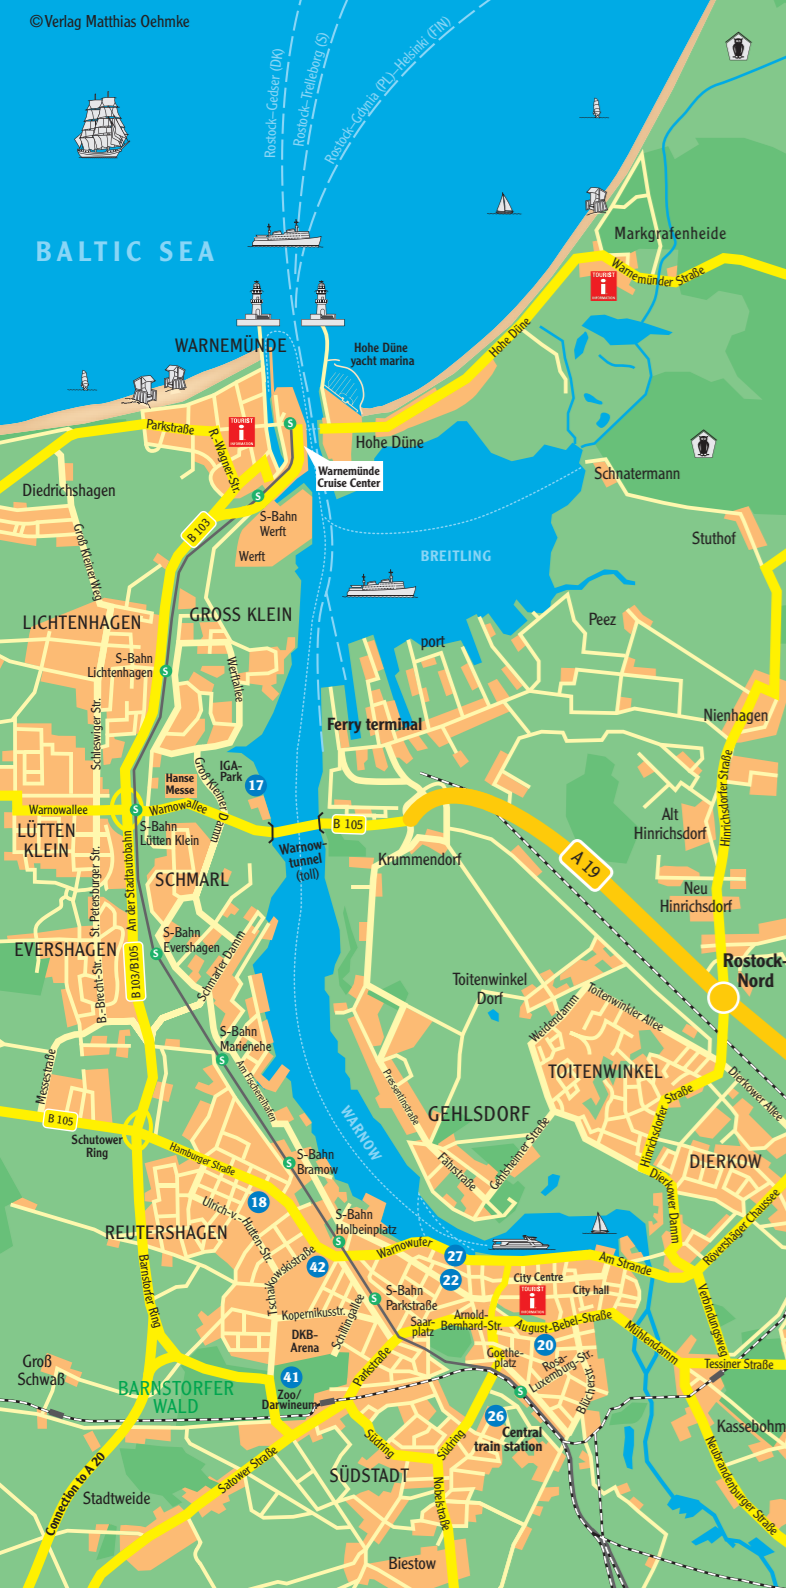 ©Verlag Matthias Oehmke
Rostock–Gedser (DK)
Rostock–Trelleborg (S)
Rostock–Gdynia (PL)–Helsinki (FIN)
BALTIC SEA
Markgrafenheide
Warnemünder Straße
TOURIST
i
INFORMATION
WARNEMÜNDE
Hohe Düne
yacht marina
Hohe Düne
Parkstraße
R.-Wagner-Str.
TOURIST
i
INFORMATION
S
Hohe Düne
Warnemünde
Cruise Center
Schnatermann
Diedrichshagen
S
S-Bahn
Werft
B 103
Werft
Groß Kleiner Weg
BREITLING
Stuthof
LICHTENHAGEN
GROSS KLEIN
Peez
port
S-Bahn
Lichtenhagen
S
Werftallee
Schleswiger Str.
Ferry terminal
Nienhagen
Hinrichsdorfer Straße
IGA-
Park
17
Hanse
Messe
Groß Kleiner Damm
Warnowallee
S
Warnowallee
B 105
LÜTTEN
KLEIN
S-Bahn
Lütten Klein
Warnow-
tunnel
(toll)
Alt
Hinrichsdorf
Krummendorf
A 19
An der Stadtautobahn
St. Petersburger Str.
SCHMARL
Neu
Hinrichsdorf
EVERSHAGEN
S-Bahn
Evershagen
S
Schmarler Damm
B 103/B105
B.-Brecht-Str.
Rostock-
Nord
Toitenwinkel
Dorf
Weidendamm
Toitenwinkler Allee
S-Bahn
Marienehe
S
Am Fischereihafen
Messestraße
Pressentinstraße
TOITENWINKEL
Dierkower Allee
Hinrichsdorfer Straße
B 105
Schutower
Ring
WARNOW
GEHLSDORF
Fährstraße
Gehlsheimer Straße
Hamburger Straße
S
S-Bahn
Bramow
DIERKOW
Dierkower Damm
Rövershäger Chaussee
18
Ulrich-v.-Hutten-Str.
REUTERSHAGEN
S-Bahn
Holbeinplatz
S
Warnowufer
27
22
42
Tschaikowskistraße
Am Strande
City Centre
City hall
TOURIST
i
INFORMATION
Barnstorfer Ring
S
S-Bahn
Parkstraße
Kopernikusstr.
Schillingallee
Saar-
platz
Arnold-
Bernhard-Str.
August-Bebel-Straße
Mühlendamm
Verbindungsweg
DKB-
Arena
20
Goethe-
platz
Rosa-
Luxemburg-Str.
Blücherstr.
Tessiner Straße
Groß
Schwaß
Parkstraße
41
Zoo/
Darwineum
BARNSTORFER
WALD
S
26
Central
train station
Kassebohm
Südring
Südring
Neubrandenburger Straße
Connection to A 20
Satower Straße
SÜDSTADT
Nobelstraße
Stadtweide
Biestow